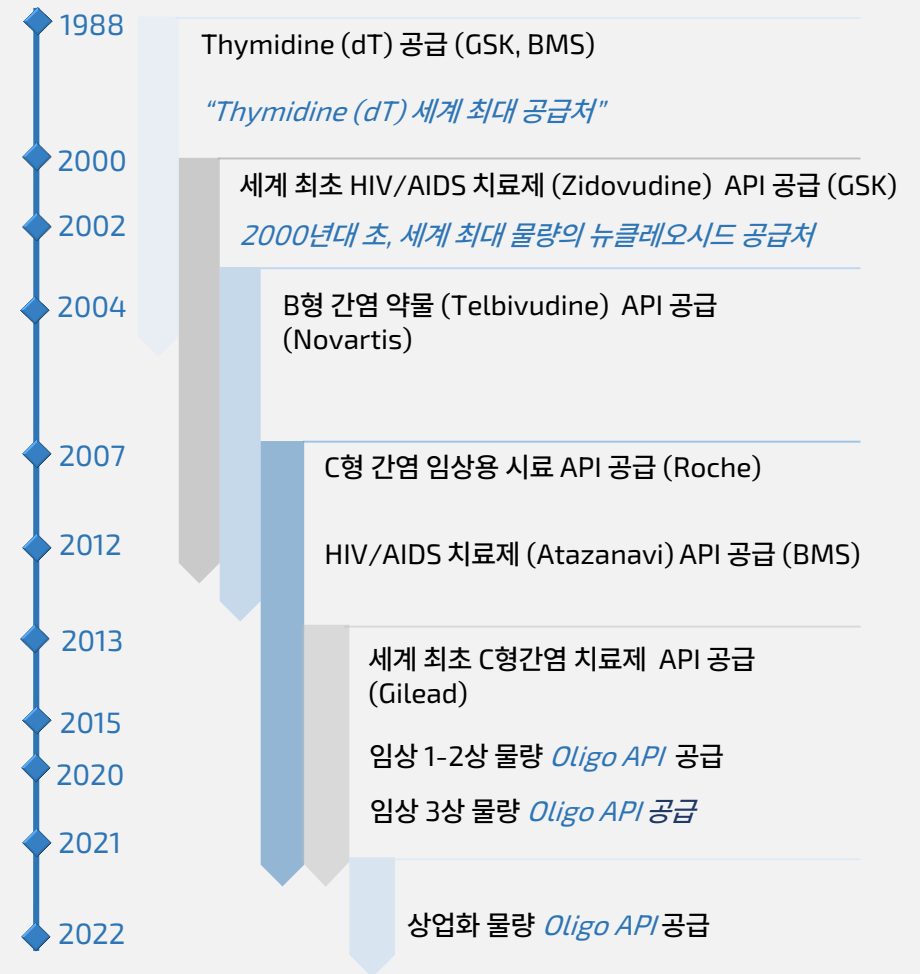 1988
Thymidine (dT) 공급 (GSK, BMS)
“Thymidine (dT) 세계 최대 공급처”
2000
세계 최초 HIV/AIDS 치료제 (Zidovudine) API 공급 (GSK)
2002
2000년대 초, 세계 최대 물량의 뉴클레오시드 공급처
2004
B형 간염 약물 (Telbivudine) API 공급
(Novartis)
2007
C형 간염 임상용 시료 API 공급 (Roche)
2012
HIV/AIDS 치료제 (Atazanavi) API 공급 (BMS)
2013
세계 최초 C형간염 치료제 API 공급
(Gilead)
2015
임상 1-2상 물량 Oligo API 공급
2020
임상 3상 물량 Oligo API 공급
2021
2022
상업화 물량 Oligo API 공급